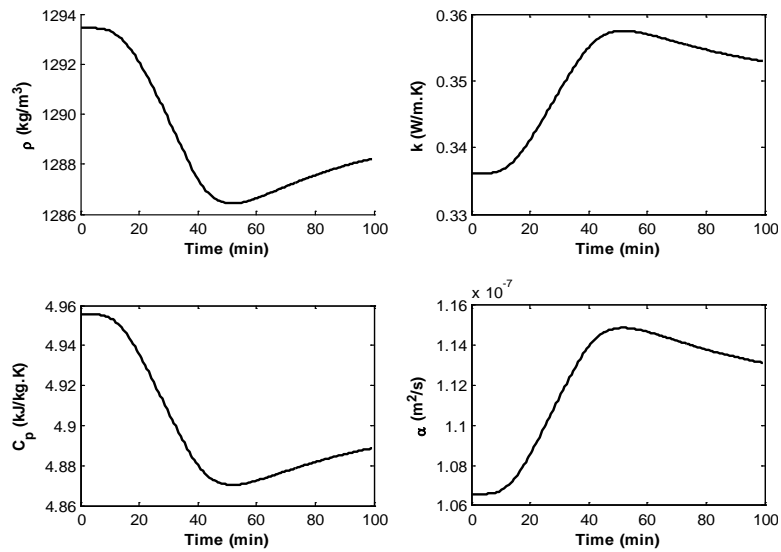 1294
1292
1290
1288
1286
ρ (kg/m³)
0 20 40 60 80 100
Time (min)
0.36
0.35
0.34
0.33
k (W/m.K)
0 20 40 60 80 100
Time (min)
4.96
4.94
4.92
4.9
4.88
4.86
C_p (kJ/kg.K)
0 20 40 60 80 100
Time (min)
x 10⁻⁷
1.16
1.14
1.12
1.1
1.08
1.06
α (m²/s)
0 20 40 60 80 100
Time (min)